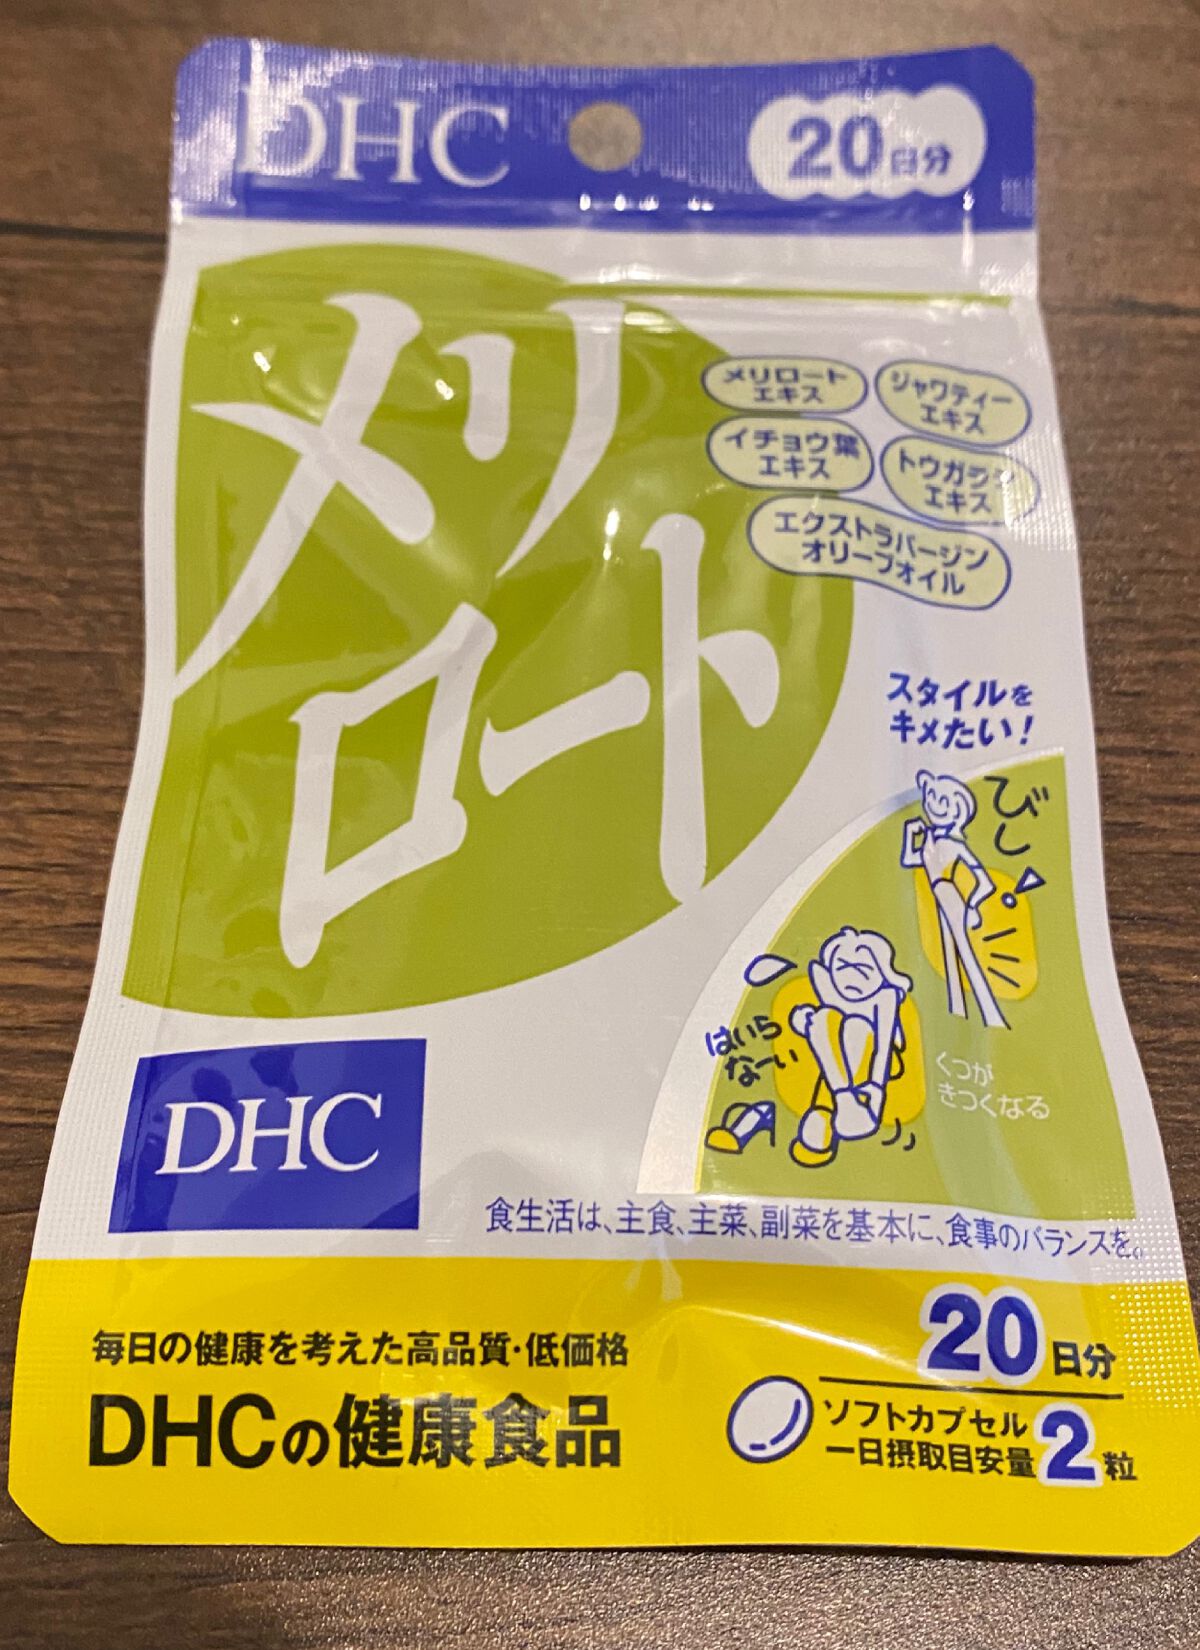 DHC
20日分
メリ
ロート
メリロート
エキス
ジャワティー
エキス
イチョウ葉
エキス
トウガラシ
エキス
エクストラバージン
オリーブオイル
スタイルを
キメたい!
びし!
はいら
なーい
くつが
きつくなる
DHC
食生活は、主食、主菜、副菜を基本に、食事のバランスを。
毎日の健康を考えた高品質・低価格
DHCの健康食品
20日分
ソフトカプセル
一日摂取目安量2粒